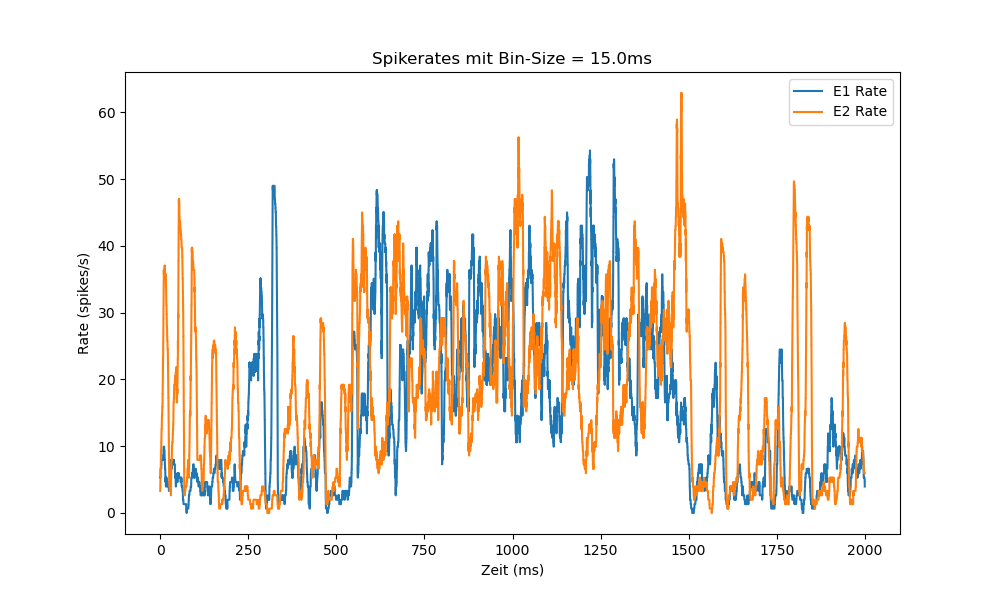 Spikerates mit Bin-Size = 15.0ms
E1 Rate
E2 Rate
Rate (spikes/s)
60
50
40
30
20
10
0
0 250 500 750 1000 1250 1500 1750 2000
Zeit (ms)